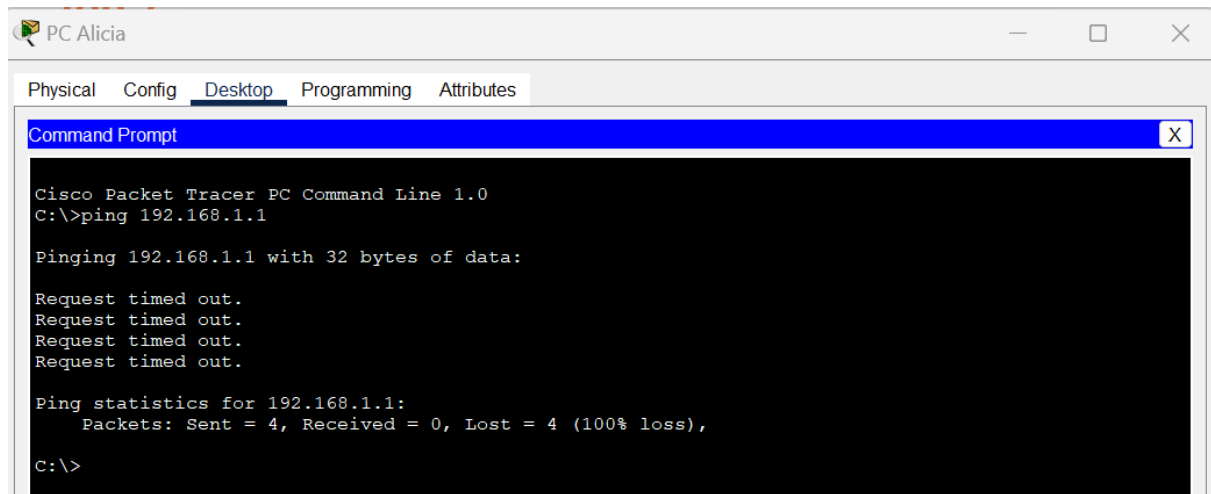 PC Alicia
Physical Config Desktop Programming Attributes
Command Prompt
X
Cisco Packet Tracer PC Command Line 1.0
C:\>ping 192.168.1.1
Pinging 192.168.1.1 with 32 bytes of data:
Request timed out.
Request timed out.
Request timed out.
Request timed out.
Ping statistics for 192.168.1.1:
Packets: Sent = 4, Received = 0, Lost = 4 (100% loss),
C:\>